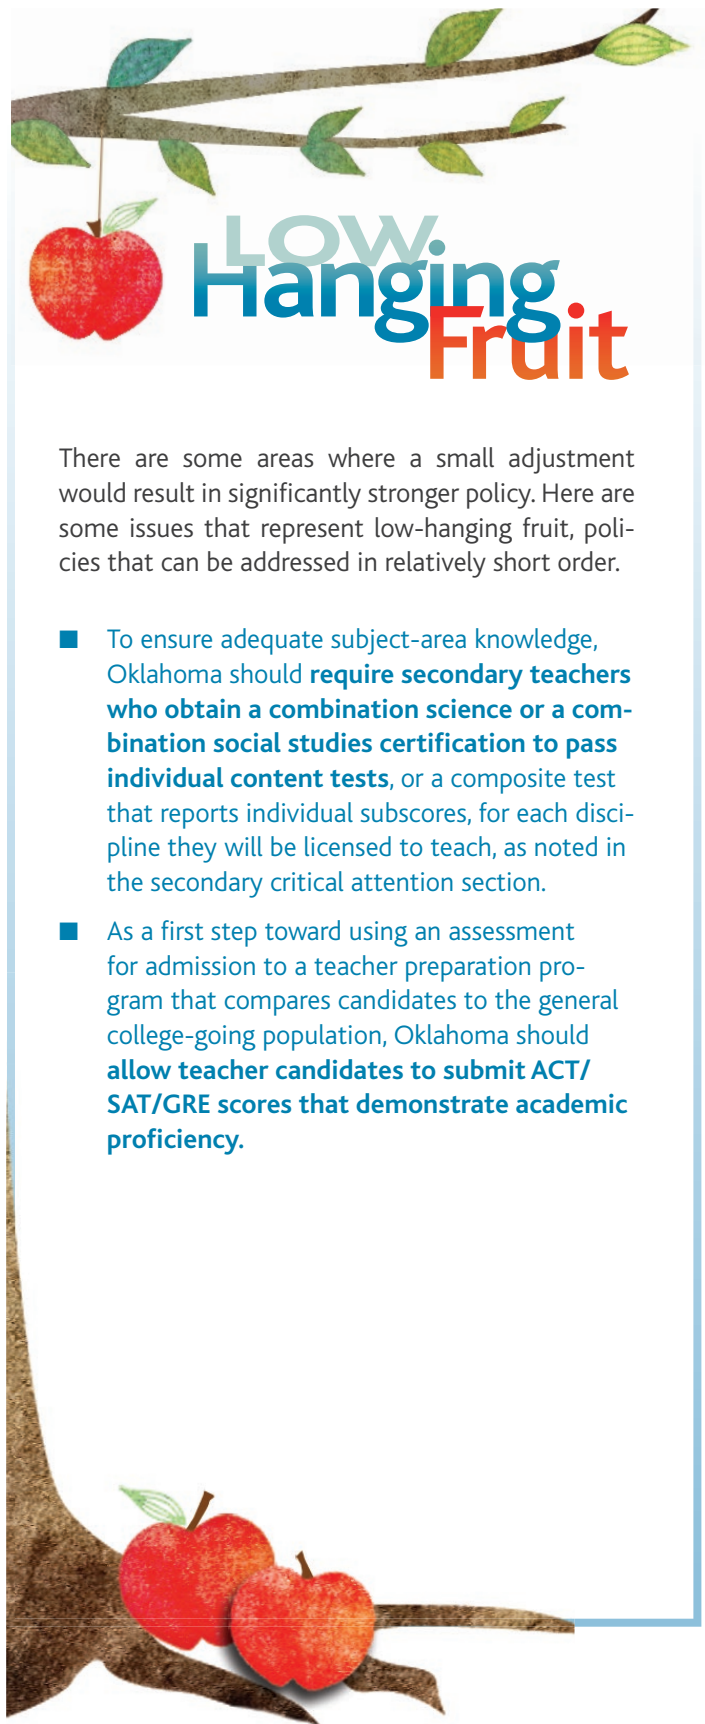 LOW
Hanging
Fruit
There are some areas where a small adjustment
would result in significantly stronger policy. Here are
some issues that represent low-hanging fruit, poli-
cies that can be addressed in relatively short order.
■ To ensure adequate subject-area knowledge,
Oklahoma should require secondary teachers
who obtain a combination science or a com-
bination social studies certification to pass
individual content tests, or a composite test
that reports individual subscores, for each disci-
pline they will be licensed to teach, as noted in
the secondary critical attention section.
■ As a first step toward using an assessment
for admission to a teacher preparation pro-
gram that compares candidates to the general
college-going population, Oklahoma should
allow teacher candidates to submit ACT/
SAT/GRE scores that demonstrate academic
proficiency.